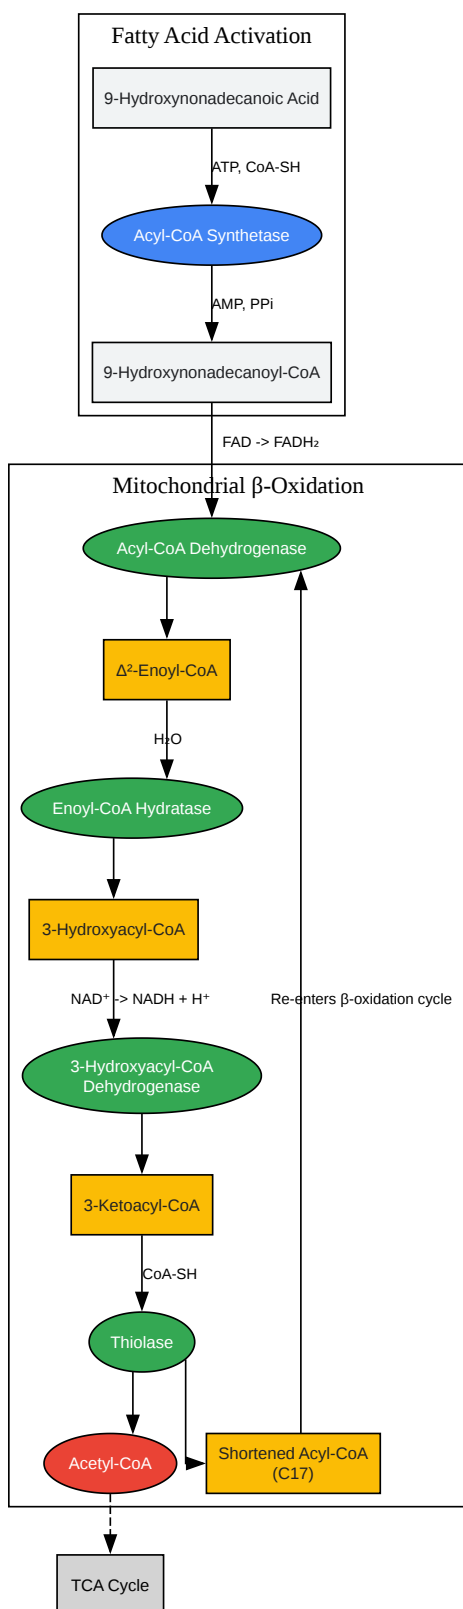 Fatty Acid Activation
9-Hydroxynonadecanoic Acid
ATP, CoA-SH
Acyl-CoA Synthetase
AMP, PPi
9-Hydroxynonadecanoyl-CoA
FAD -> FADH₂
Mitochondrial β-Oxidation
Acyl-CoA Dehydrogenase
Δ²-Enoyl-CoA
H₂O
Enoyl-CoA Hydratase
3-Hydroxyacyl-CoA
NAD⁺ -> NADH + H⁺
Re-enters β-oxidation cycle
3-Hydroxyacyl-CoA
Dehydrogenase
3-Ketoacyl-CoA
CoA-SH
Thiolase
Acetyl-CoA
Shortened Acyl-CoA
(C17)
TCA Cycle